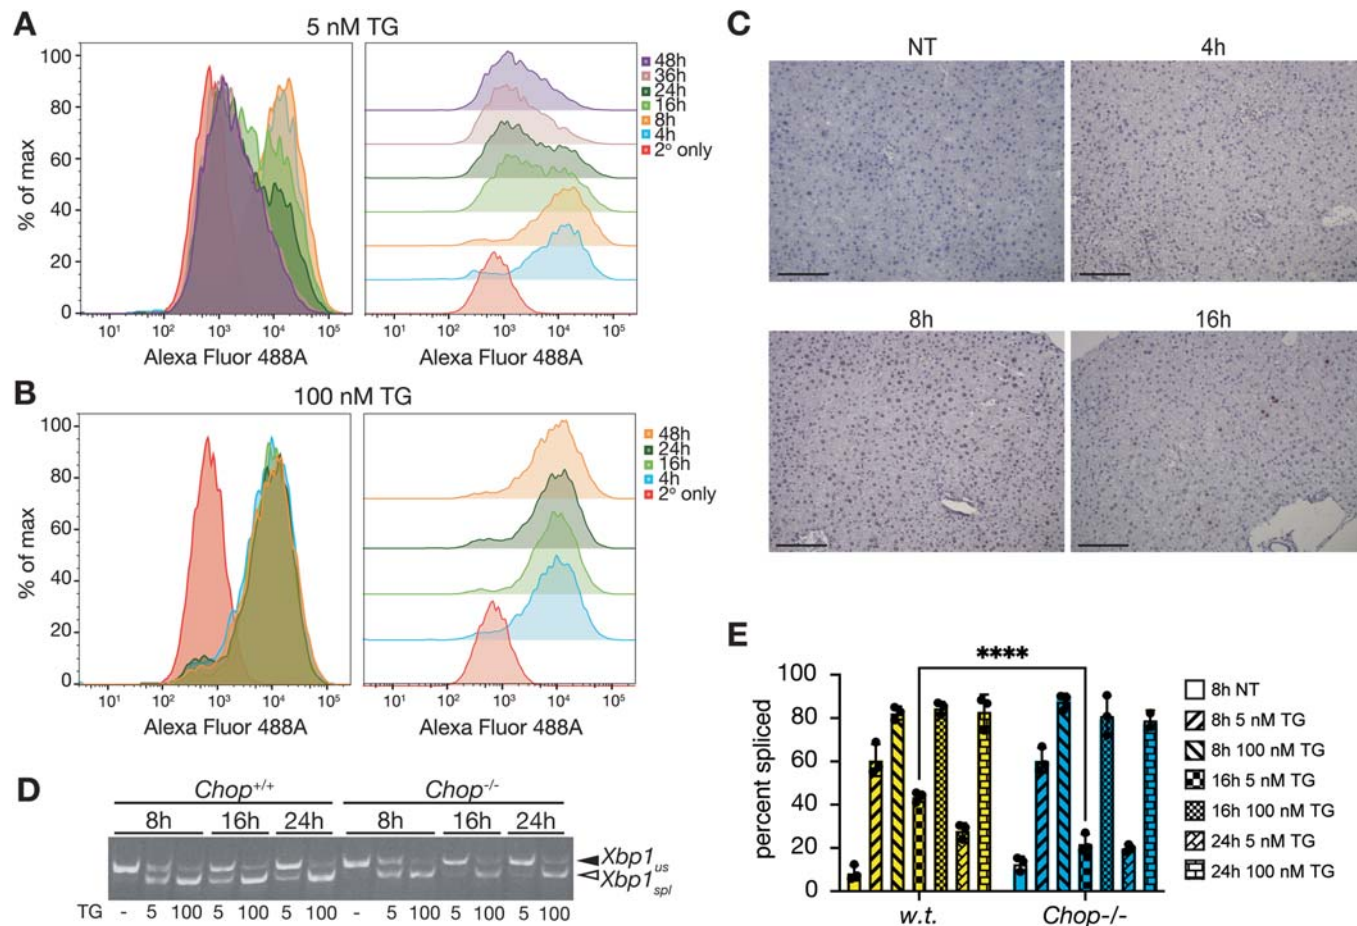 A
5 nM TG
100
80
60
40
20
0
% of max
10¹ 10² 10³ 10⁴ 10⁵
Alexa Fluor 488A
10¹ 10² 10³ 10⁴ 10⁵
Alexa Fluor 488A
48h
36h
24h
16h
8h
4h
2° only
B
100 nM TG
100
80
60
40
20
0
% of max
10¹ 10² 10³ 10⁴ 10⁵
Alexa Fluor 488A
10¹ 10² 10³ 10⁴ 10⁵
Alexa Fluor 488A
48h
24h
16h
4h
2° only
C
NT 4h
8h 16h
D
Chop+/+ Chop-/-
8h 16h 24h 8h 16h 24h
Xbp1us
Xbp1spl
TG - 5 100 5 100 5 100 - 5 100 5 100 5 100
E
****
100
80
60
40
20
0
percent spliced
w.t. Chop-/-
8h NT
8h 5 nM TG
8h 100 nM TG
16h 5 nM TG
16h 100 nM TG
24h 5 nM TG
24h 100 nM TG